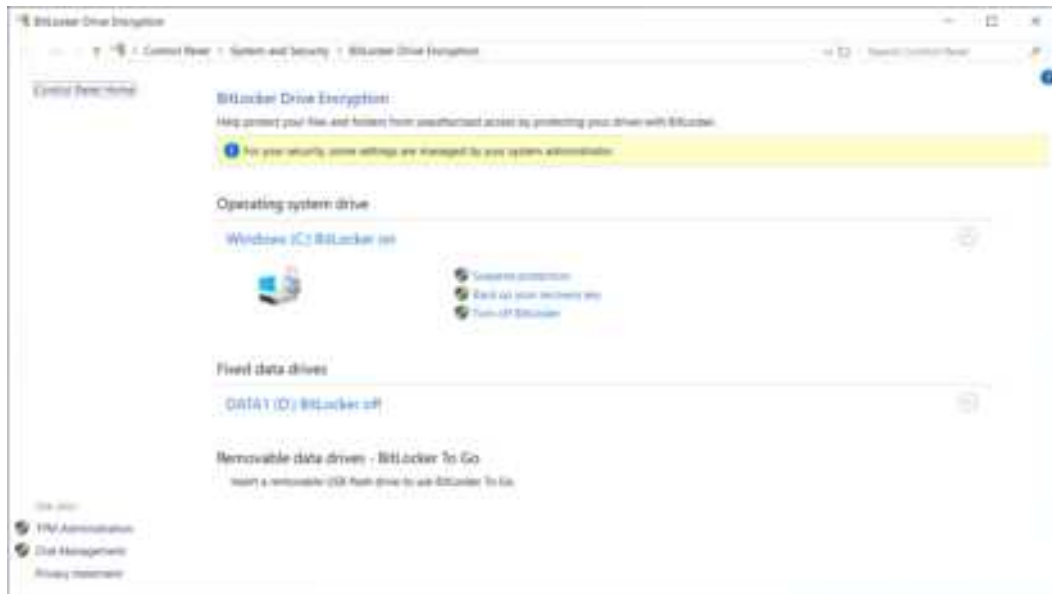 BitLocker Drive Encryption
Control Panel > System and Security > BitLocker Drive Encryption
Search Control Panel
Control Panel Home
BitLocker Drive Encryption
Help protect your files and folders from unauthorized access by protecting your drives with BitLocker.
For your security, some settings are managed by your system administrator.
Operating system drive
Windows (C:) BitLocker on
Suspend protection
Back up your recovery key
Turn off BitLocker
Fixed data drives
DATA1 (D:) BitLocker off
Removable data drives - BitLocker To Go
Insert a removable USB flash drive to use BitLocker To Go.
See also
TPM Administration
Disk Management
Privacy statement